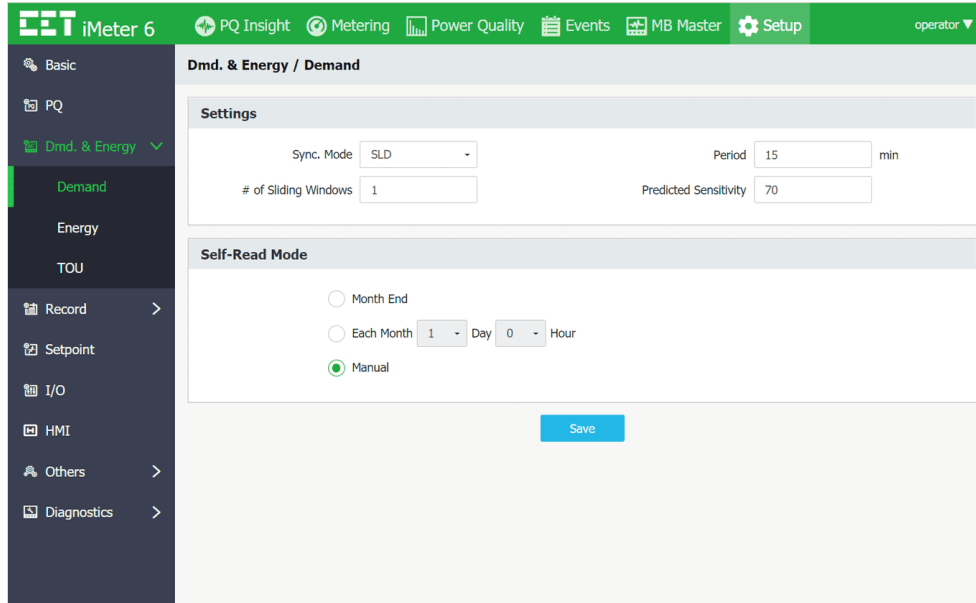 CET iMeter 6 PQ Insight Metering Power Quality Events MB Master Setup operator
Basic
PQ
Dmd. & Energy
Demand
Energy
TOU
Record
Setpoint
I/O
HMI
Others
Diagnostics
Dmd. & Energy / Demand
Settings
Sync. Mode SLD Period 15 min
# of Sliding Windows 1 Predicted Sensitivity 70
Self-Read Mode
Month End
Each Month 1 Day 0 Hour
Manual
Save